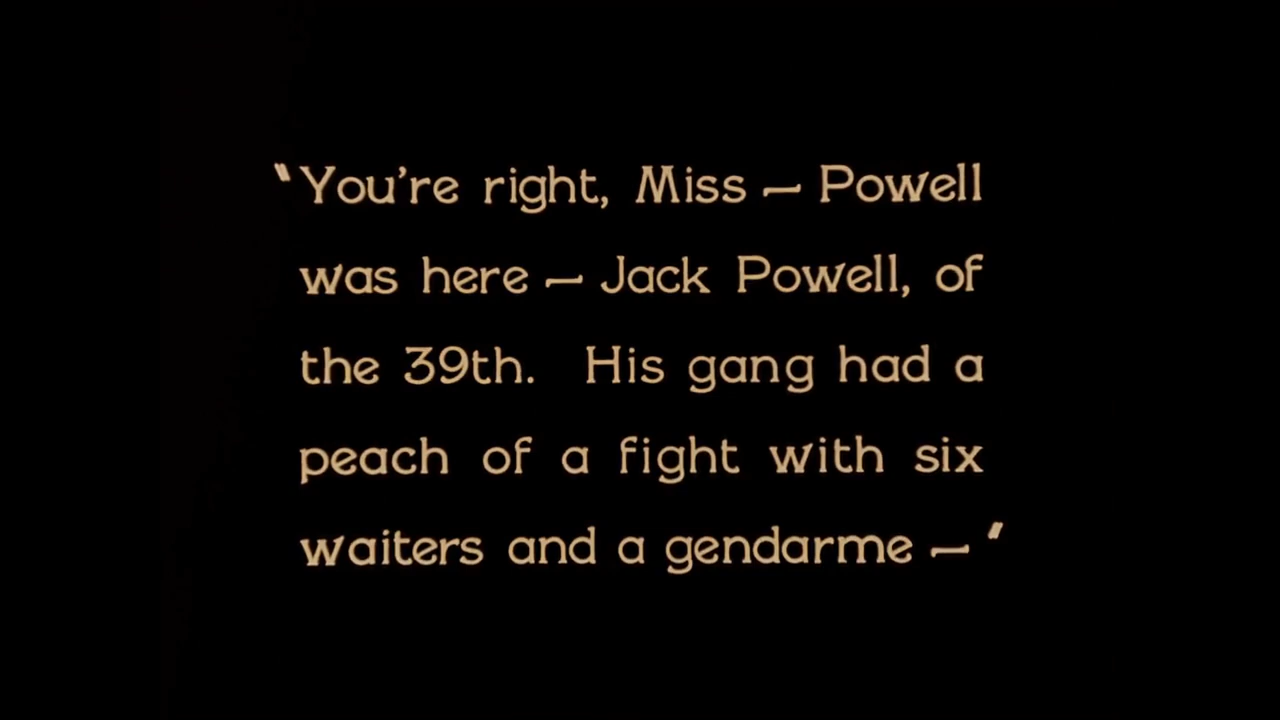 "You're right, Miss — Powell
was here — Jack Powell, of
the 39th. His gang had a
peach of a fight with six
waiters and a gendarme — "